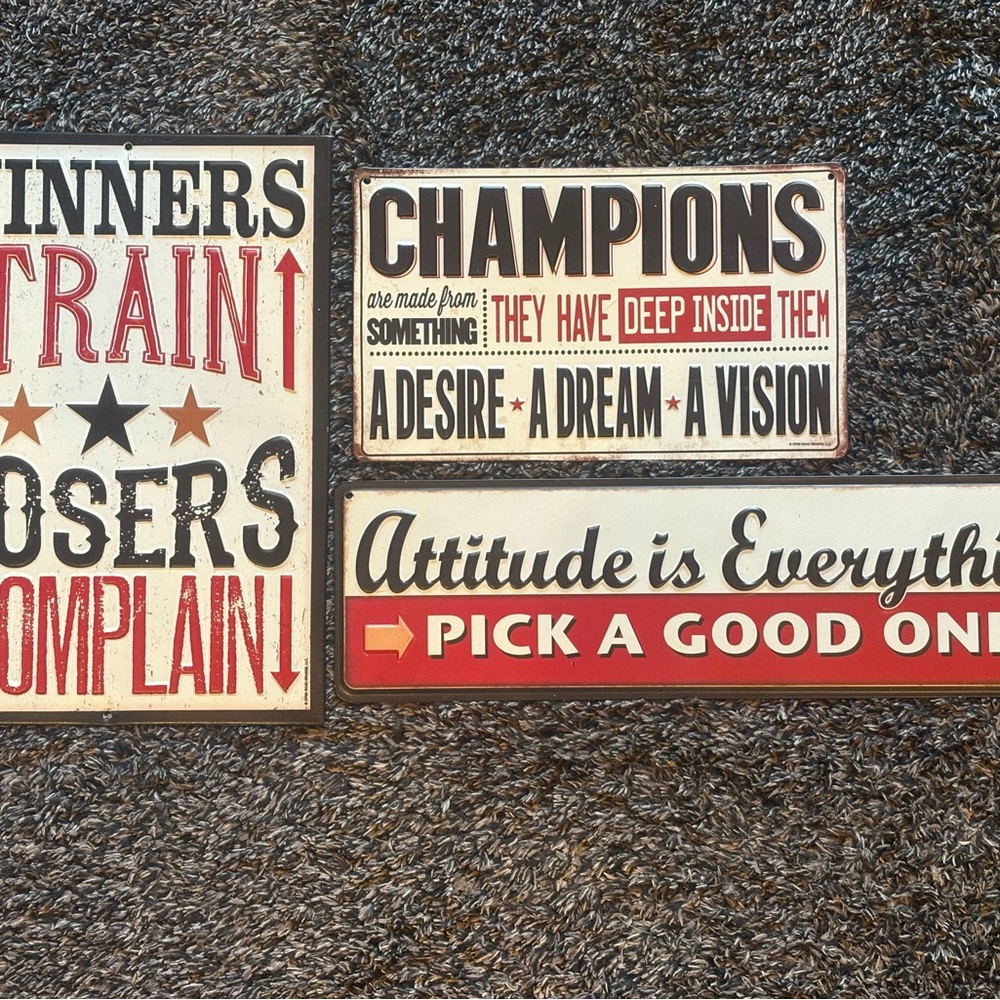 INNERS
TRAIN
OSERS
OMPLAIN
CHAMPIONS
are made from
SOMETHING
THEY HAVE DEEP INSIDE THEM
A DESIRE ★ A DREAM ★ A VISION
Attitude is Everythi
PICK A GOOD ON